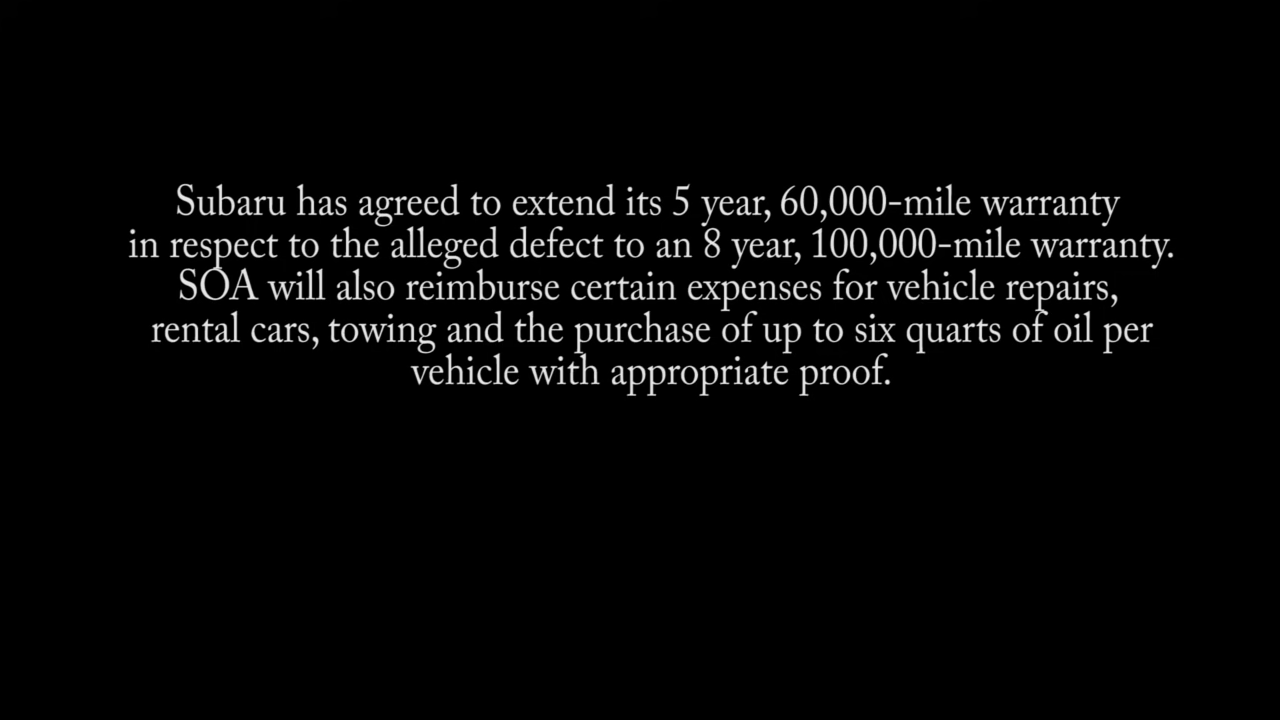 Subaru has agreed to extend its 5 year, 60,000-mile warranty
in respect to the alleged defect to an 8 year, 100,000-mile warranty.
SOA will also reimburse certain expenses for vehicle repairs,
rental cars, towing and the purchase of up to six quarts of oil per
vehicle with appropriate proof.